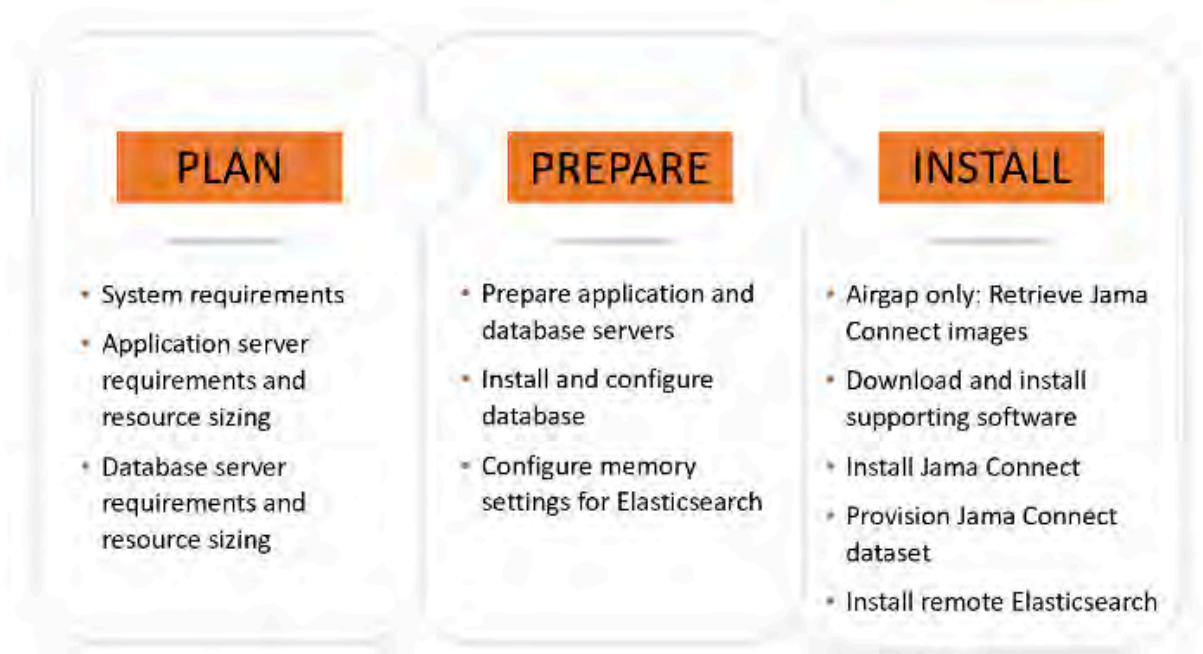 PLAN
• System requirements
• Application server
requirements and
resource sizing
• Database server
requirements and
resource sizing
PREPARE
• Prepare application and
database servers
• Install and configure
database
• Configure memory
settings for Elasticsearch
INSTALL
• Airgap only: Retrieve Jama
Connect images
• Download and install
supporting software
• Install Jama Connect
• Provision Jama Connect
dataset
• Install remote Elasticsearch